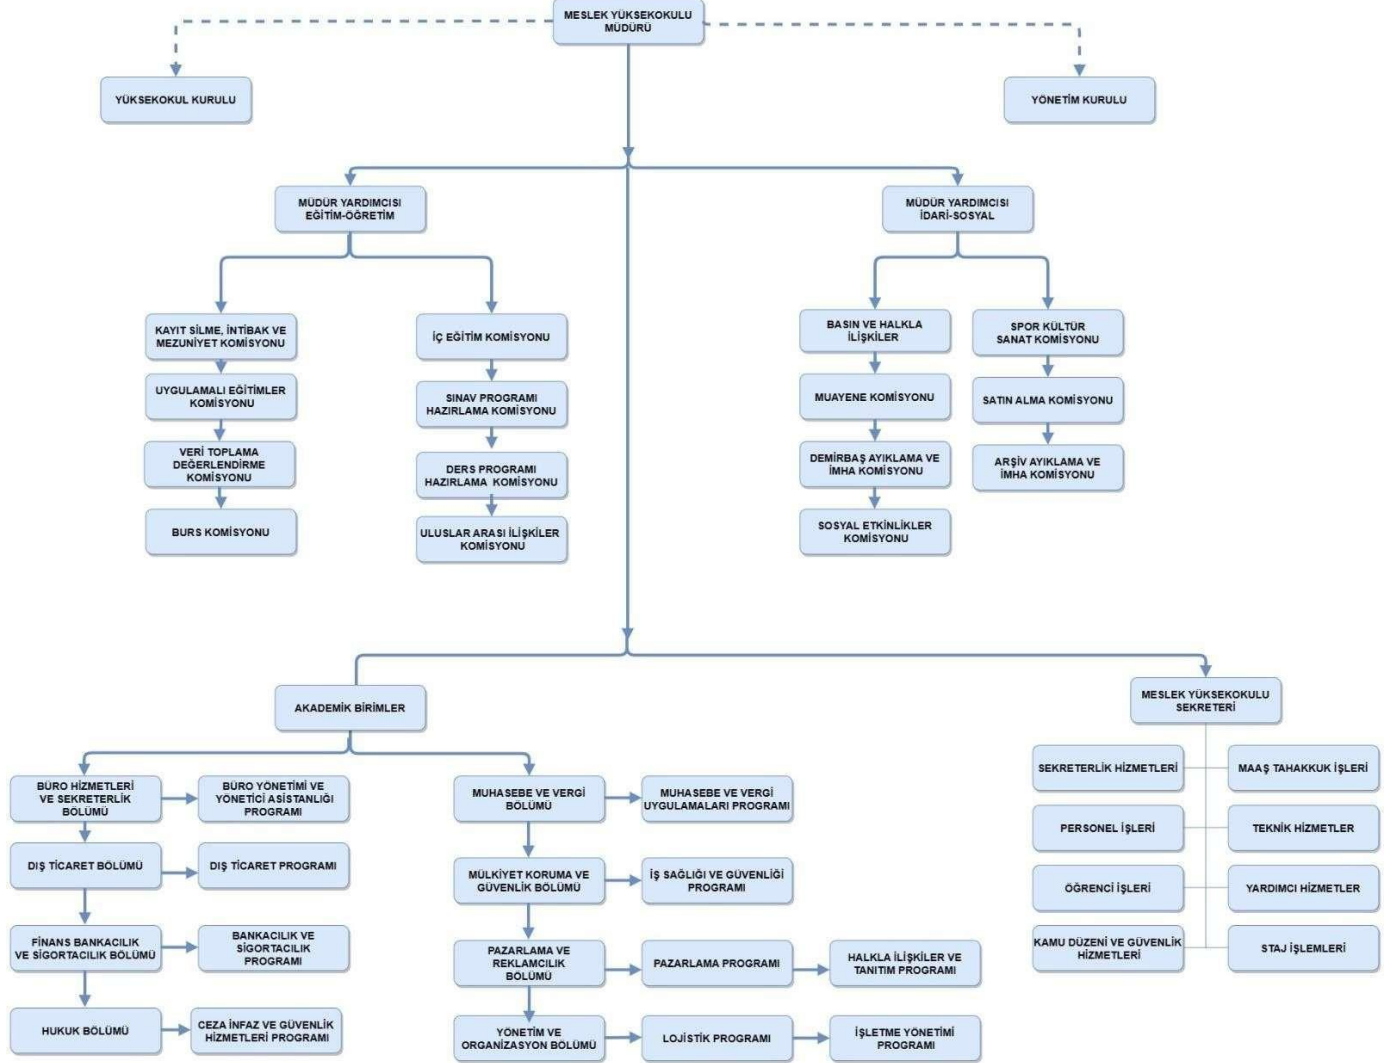 MESLEK YÜKSEKOKULU
MÜDÜRÜ
YÜKSEKOKUL KURULU
YÖNETİM KURULU
MÜDÜR YARDIMCISI
EĞİTİM-ÖĞRETİM
MÜDÜR YARDIMCISI
İDARİ-SOSYAL
KAYIT SİLME, İNTİBAK VE
MEZUNİYET KOMİSYONU
UYGULAMALI EĞİTİMLER
KOMİSYONU
VERİ TOPLAMA
DEĞERLENDİRME
KOMİSYONU
BURS KOMİSYONU
İÇ EĞİTİM KOMİSYONU
SINAV PROGRAMI
HAZIRLAMA KOMİSYONU
DERS PROGRAMI
HAZIRLAMA KOMİSYONU
ULUSLAR ARASI İLİŞKİLER
KOMİSYONU
BASIN VE HALKLA
İLİŞKİLER
MUAYENE KOMİSYONU
DEMİRBAŞ AYIKLAMA VE
İMHA KOMİSYONU
SOSYAL ETKİNLİKLER
KOMİSYONU
SPOR KÜLTÜR
SANAT KOMİSYONU
SATIN ALMA KOMİSYONU
ARŞİV AYIKLAMA VE
İMHA KOMİSYONU
AKADEMİK BİRİMLER
MESLEK YÜKSEKOKULU
SEKRETERİ
BÜRO HİZMETLERİ
VE SEKRETERLİK
BÖLÜMÜ
BÜRO YÖNETİMİ VE
YÖNETİCİ ASİSTANLIĞI
PROGRAMI
DIŞ TİCARET BÖLÜMÜ
DIŞ TİCARET PROGRAMI
FİNANS BANKACILIK
VE SİGORTACILIK BÖLÜMÜ
BANKACILIK VE
SİGORTACILIK
PROGRAMI
HUKUK BÖLÜMÜ
CEZA İNFAZ VE GÜVENLİK
HİZMETLERİ PROGRAMI
MUHASEBE VE VERGİ
BÖLÜMÜ
MUHASEBE VE VERGİ
UYGULAMALARI PROGRAMI
MÜLKİYET KORUMA VE
GÜVENLİK BÖLÜMÜ
İŞ SAĞLIĞI VE GÜVENLİĞİ
PROGRAMI
PAZARLAMA VE
REKLAMCILIK
BÖLÜMÜ
PAZARLAMA PROGRAMI
HALKLA İLİŞKİLER VE
TANITIM PROGRAMI
YÖNETİM VE
ORGANİZASYON BÖLÜMÜ
LOJİSTİK PROGRAMI
İŞLETME YÖNETİMİ
PROGRAMI
SEKRETERLİK HİZMETLERİ
MAAŞ TAHAKKUK İŞLERİ
PERSONEL İŞLERİ
TEKNİK HİZMETLER
ÖĞRENCİ İŞLERİ
YARDIMCI HİZMETLER
KAMU DÜZENİ VE GÜVENLİK
HİZMETLERİ
STAJ İŞLEMLERİ